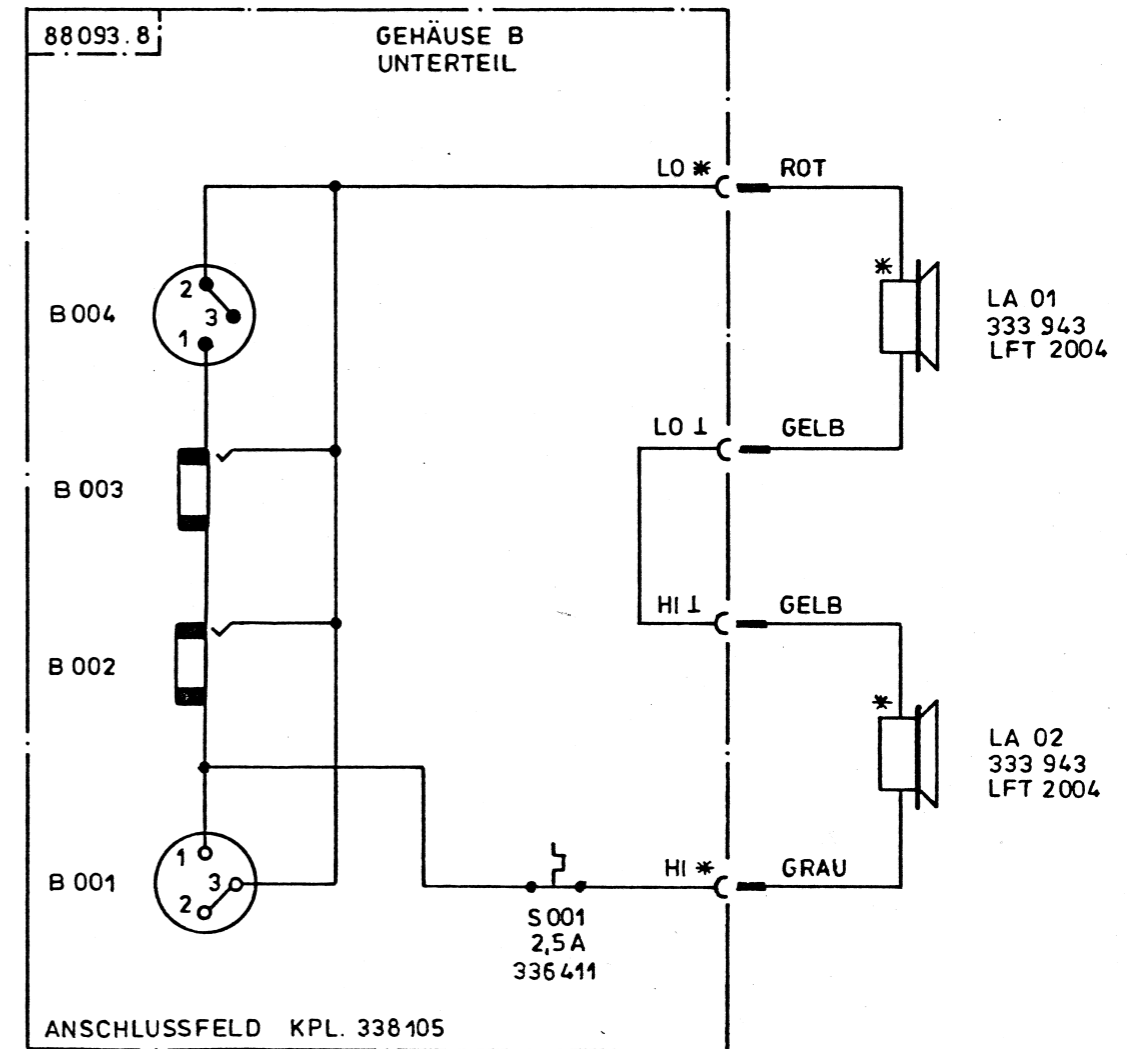 88093.8
GEHÄUSE B
UNTERTEIL
LO * ROT
B 004
2
3
1
*
LA 01
333 943
LFT 2004
LO ⊥ GELB
B 003
HI ⊥ GELB
B 002
*
LA 02
333 943
LFT 2004
B 001
1
3
2
HI * GRAU
S 001
2,5 A
336 411
ANSCHLUSSFELD KPL. 338105